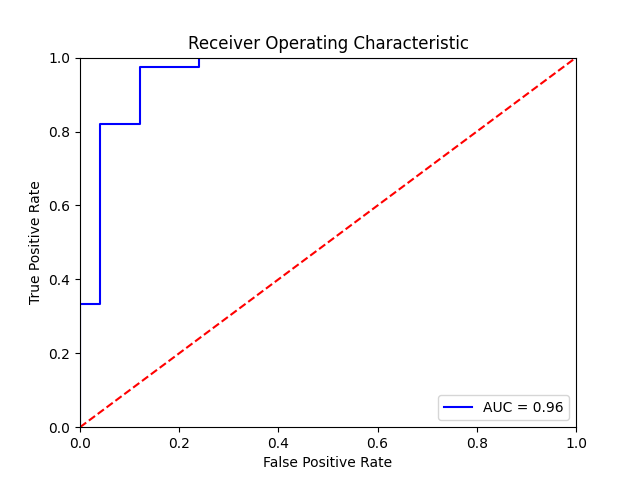 Receiver Operating Characteristic
True Positive Rate
1.0
0.8
0.6
0.4
0.2
0.0
AUC = 0.96
0.0 0.2 0.4 0.6 0.8 1.0
False Positive Rate